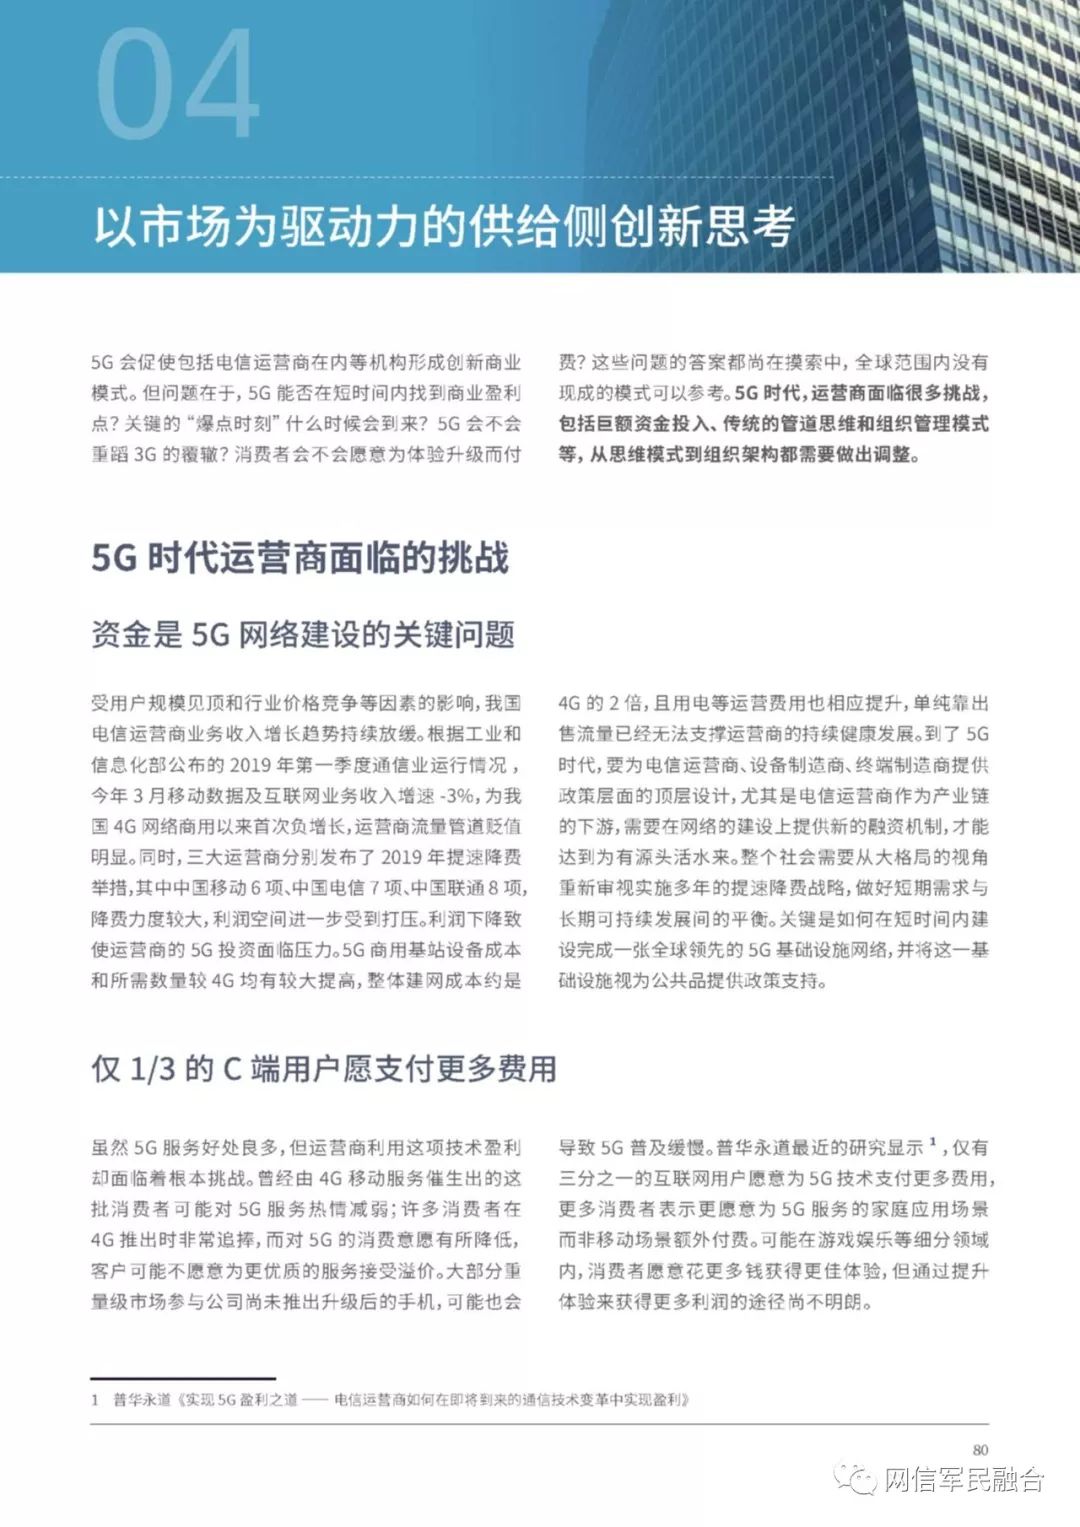 04
以市场为驱动力的供给侧创新思考
5G 会促使包括电信运营商在内等机构形成创新商业
模式。但问题在于，5G 能否在短时间内找到商业盈利
点？关键的“爆点时刻”什么时候会到来？5G 会不会
重蹈 3G 的覆辙？消费者会不会愿意为体验升级而付
费？这些问题的答案都尚在摸索中，全球范围内没有
现成的模式可以参考。5G 时代，运营商面临很多挑战，
包括巨额资金投入、传统的管道思维和组织管理模式
等，从思维模式到组织架构都需要做出调整。
5G 时代运营商面临的挑战
资金是 5G 网络建设的关键问题
受用户规模见顶和行业价格竞争等因素的影响，我国
电信运营商业务收入增长趋势持续放缓。根据工业和
信息化部公布的 2019 年第一季度通信业运行情况，
今年 3 月移动数据及互联网业务收入增速 -3%，为我
国 4G 网络商用以来首次负增长，运营商流量管道贬值
明显。同时，三大运营商分别发布了 2019 年提速降费
举措，其中中国移动 6 项、中国电信 7 项、中国联通 8 项，
降费力度较大，利润空间进一步受到打压。利润下降致
使运营商的 5G 投资面临压力。5G 商用基站设备成本
和所需数量较 4G 均有较大提高，整体建网成本约是
4G 的 2 倍，且用电等运营费用也相应提升，单纯靠出
售流量已经无法支撑运营商的持续健康发展。到了 5G
时代，要为电信运营商、设备制造商、终端制造商提供
政策层面的顶层设计，尤其是电信运营商作为产业链
的下游，需要在网络的建设上提供新的融资机制，才能
达到为有源头活水来。整个社会需要从大格局的视角
重新审视实施多年的提速降费战略，做好短期需求与
长期可持续发展间的平衡。关键是如何在短时间内建
设完成一张全球领先的 5G 基础设施网络，并将这一基
础设施视为公共品提供政策支持。
仅 1/3 的 C 端用户愿支付更多费用
虽然 5G 服务好处良多，但运营商利用这项技术盈利
却面临着根本挑战。曾经由 4G 移动服务催生出的这
批消费者可能对 5G 服务热情减弱；许多消费者在
4G 推出时非常追捧，而对 5G 的消费意愿有所降低，
客户可能不愿意为更优质的服务接受溢价。大部分重
量级市场参与公司尚未推出升级后的手机，可能也会
导致 5G 普及缓慢。普华永道最近的研究显示 1，仅有
三分之一的互联网用户愿意为 5G 技术支付更多费用，
更多消费者表示更愿意为 5G 服务的家庭应用场景
而非移动场景额外付费。可能在游戏娱乐等细分领域
内，消费者愿意花更多钱获得更佳体验，但通过提升
体验来获得更多利润的途径尚不明朗。
1 普华永道《实现 5G 盈利之道 —— 电信运营商如何在即将到来的通信技术变革中实现盈利》
80
网信军民融合